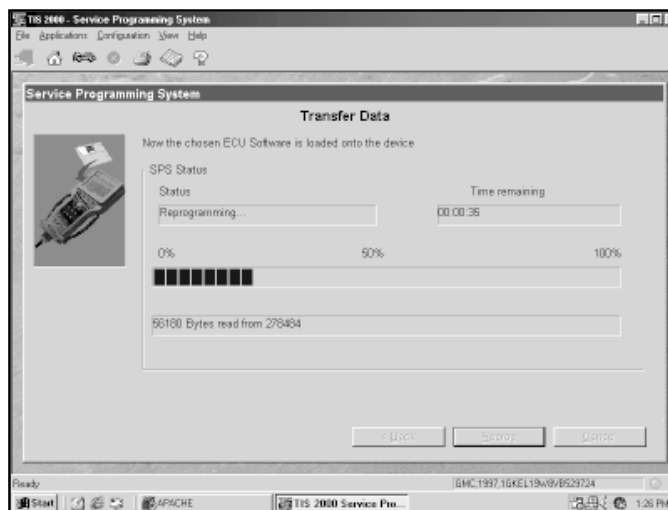 TIS 2000 - Service Programming System
File Applications Configuration View Help
Service Programming System
Transfer Data
Now the chosen ECU Software is loaded onto the device
SPS Status
Status Time remaining
Reprogramming... 00:00:35
0% 50% 100%
56180 Bytes read from 278484
< Back Cancel
Ready GMC,1997,1GKEL19W8VB529724
Start APACHE TIS 2000 Service Pro... 1:26 PM